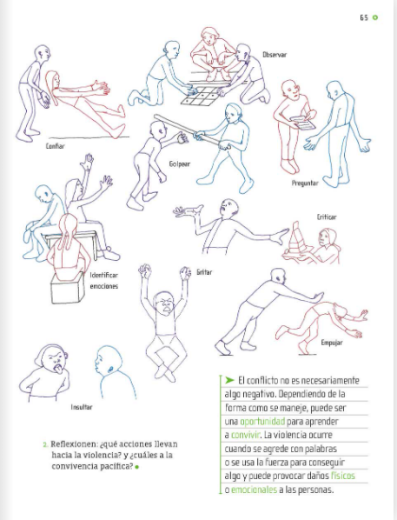 65
Observar
Confiar
Golpear
Preguntar
Criticar
Identificar
emociones
Gritar
Empujar
Insultar
2. Reflexionen: ¿qué acciones llevan
hacia la violencia? y ¿cuáles a la
convivencia pacífica?
El conflicto no es necesariamente
algo negativo. Dependiendo de la
forma como se maneje, puede ser
una oportunidad para aprender
a convivir. La violencia ocurre
cuando se agrede con palabras
o se usa la fuerza para conseguir
algo y puede provocar daños físicos
o emocionales a las personas.